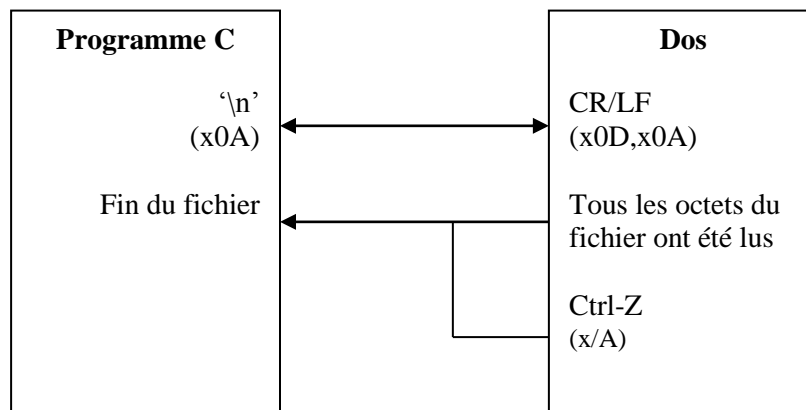 Programme C
‘\n’
(x0A)
Fin du fichier
Dos
CR/LF
(x0D,x0A)
Tous les octets du
fichier ont été lus
Ctrl-Z
(x/A)